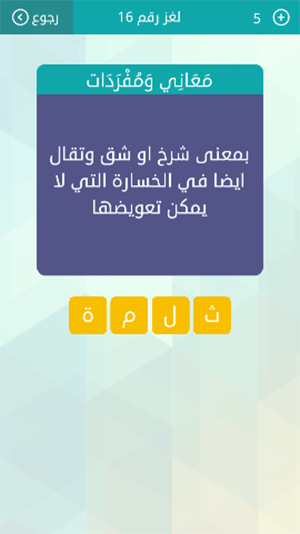 رجوع
لغز رقم 16
5
مَعَانِي وَمُفْرَدَات
بمعنى شرخ او شق وتقال
ايضا في الخسارة التي لا
يمكن تعويضها
ث ل م ة